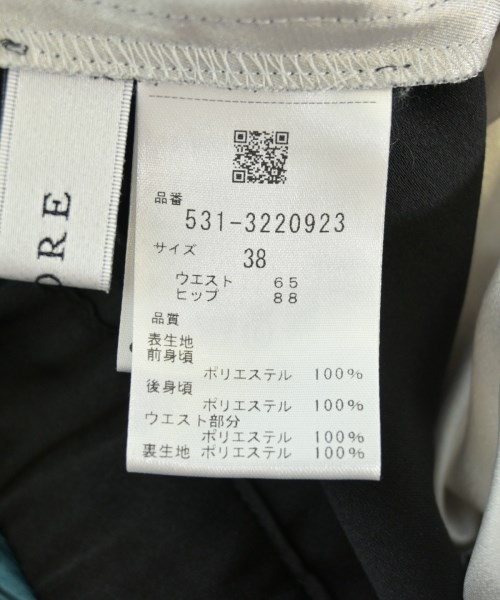 ORE
品番
531-3220923
サイズ
38
ウエスト 65
ヒップ 88
品質
表生地
前身頃
ポリエステル 100%
後身頃
ポリエステル 100%
ウエスト部分
ポリエステル 100%
裏生地 ポリエステル 100%